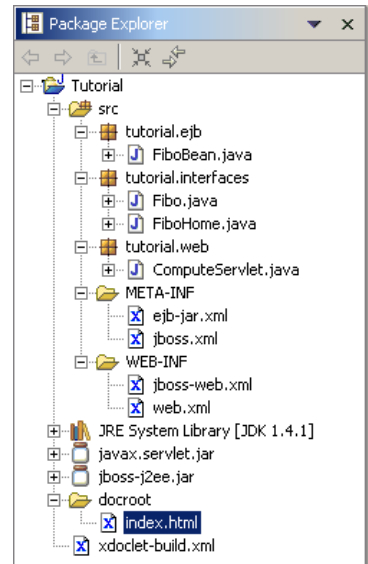 Package Explorer
Tutorial
src
tutorial.ejb
FiboBean.java
tutorial.interfaces
Fibo.java
FiboHome.java
tutorial.web
ComputeServlet.java
META-INF
ejb-jar.xml
jboss.xml
WEB-INF
jboss-web.xml
web.xml
JRE System Library [JDK 1.4.1]
javax.servlet.jar
jboss-j2ee.jar
docroot
index.html
xdoclet-build.xml